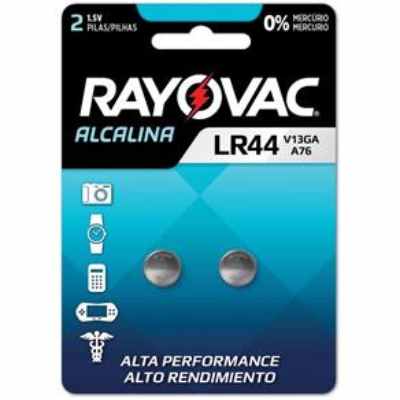 2 1.5V PILAS/PILHAS
0% MERCÚRIO MERCURIO
RAYOVAC
ALCALINA
LR44 V13GA A76
ALTA PERFORMANCE
ALTO RENDIMIENTO